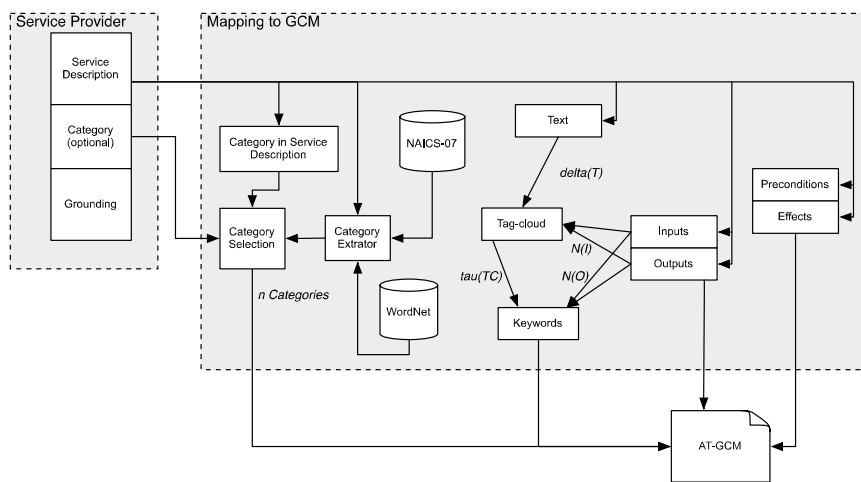 Service Provider
Mapping to GCM
Service
Description
Category
(optional)
Grounding
Category in Service
Description
NAICS-07
Text
delta(T)
Preconditions
Effects
Category
Selection
Category
Extrator
Tag-cloud
Inputs
Outputs
N(I)
N(O)
tau(TC)
n Categories
WordNet
Keywords
AT-GCM